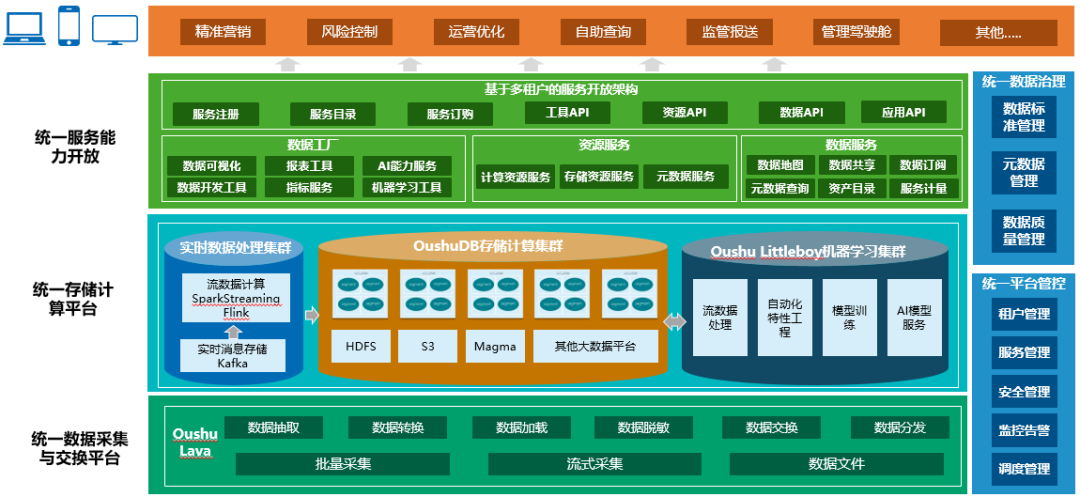 精准营销
风险控制
运营优化
自助查询
监管报送
管理驾驶舱
其他.....
统一服务能
力开放
基于多租户的服务开放架构
服务注册
服务目录
服务订购
工具API
资源API
数据API
应用API
数据工厂
数据可视化
报表工具
AI能力服务
数据开发工具
指标服务
机器学习工具
资源服务
计算资源服务
存储资源服务
元数据服务
数据服务
数据地图
数据共享
数据订阅
元数据查询
资产目录
服务计量
统一数据治理
数据标
准管理
元数据
管理
数据质
量管理
统一存储计
算平台
实时数据处理集群
流数据计算
SparkStreaming
Flink
实时消息存储
Kafka
OushuDB存储计算集群
HDFS
S3
Magma
其他大数据平台
Oushu Littleboy机器学习集群
流数据
处理
自动化
特性工
程
模型训
练
AI模型
服务
统一平台管控
租户管理
服务管理
安全管理
监控告警
调度管理
统一数据采集
与交换平台
Oushu
Lava
数据抽取
数据转换
数据加载
数据脱敏
数据交换
数据分发
批量采集
流式采集
数据文件